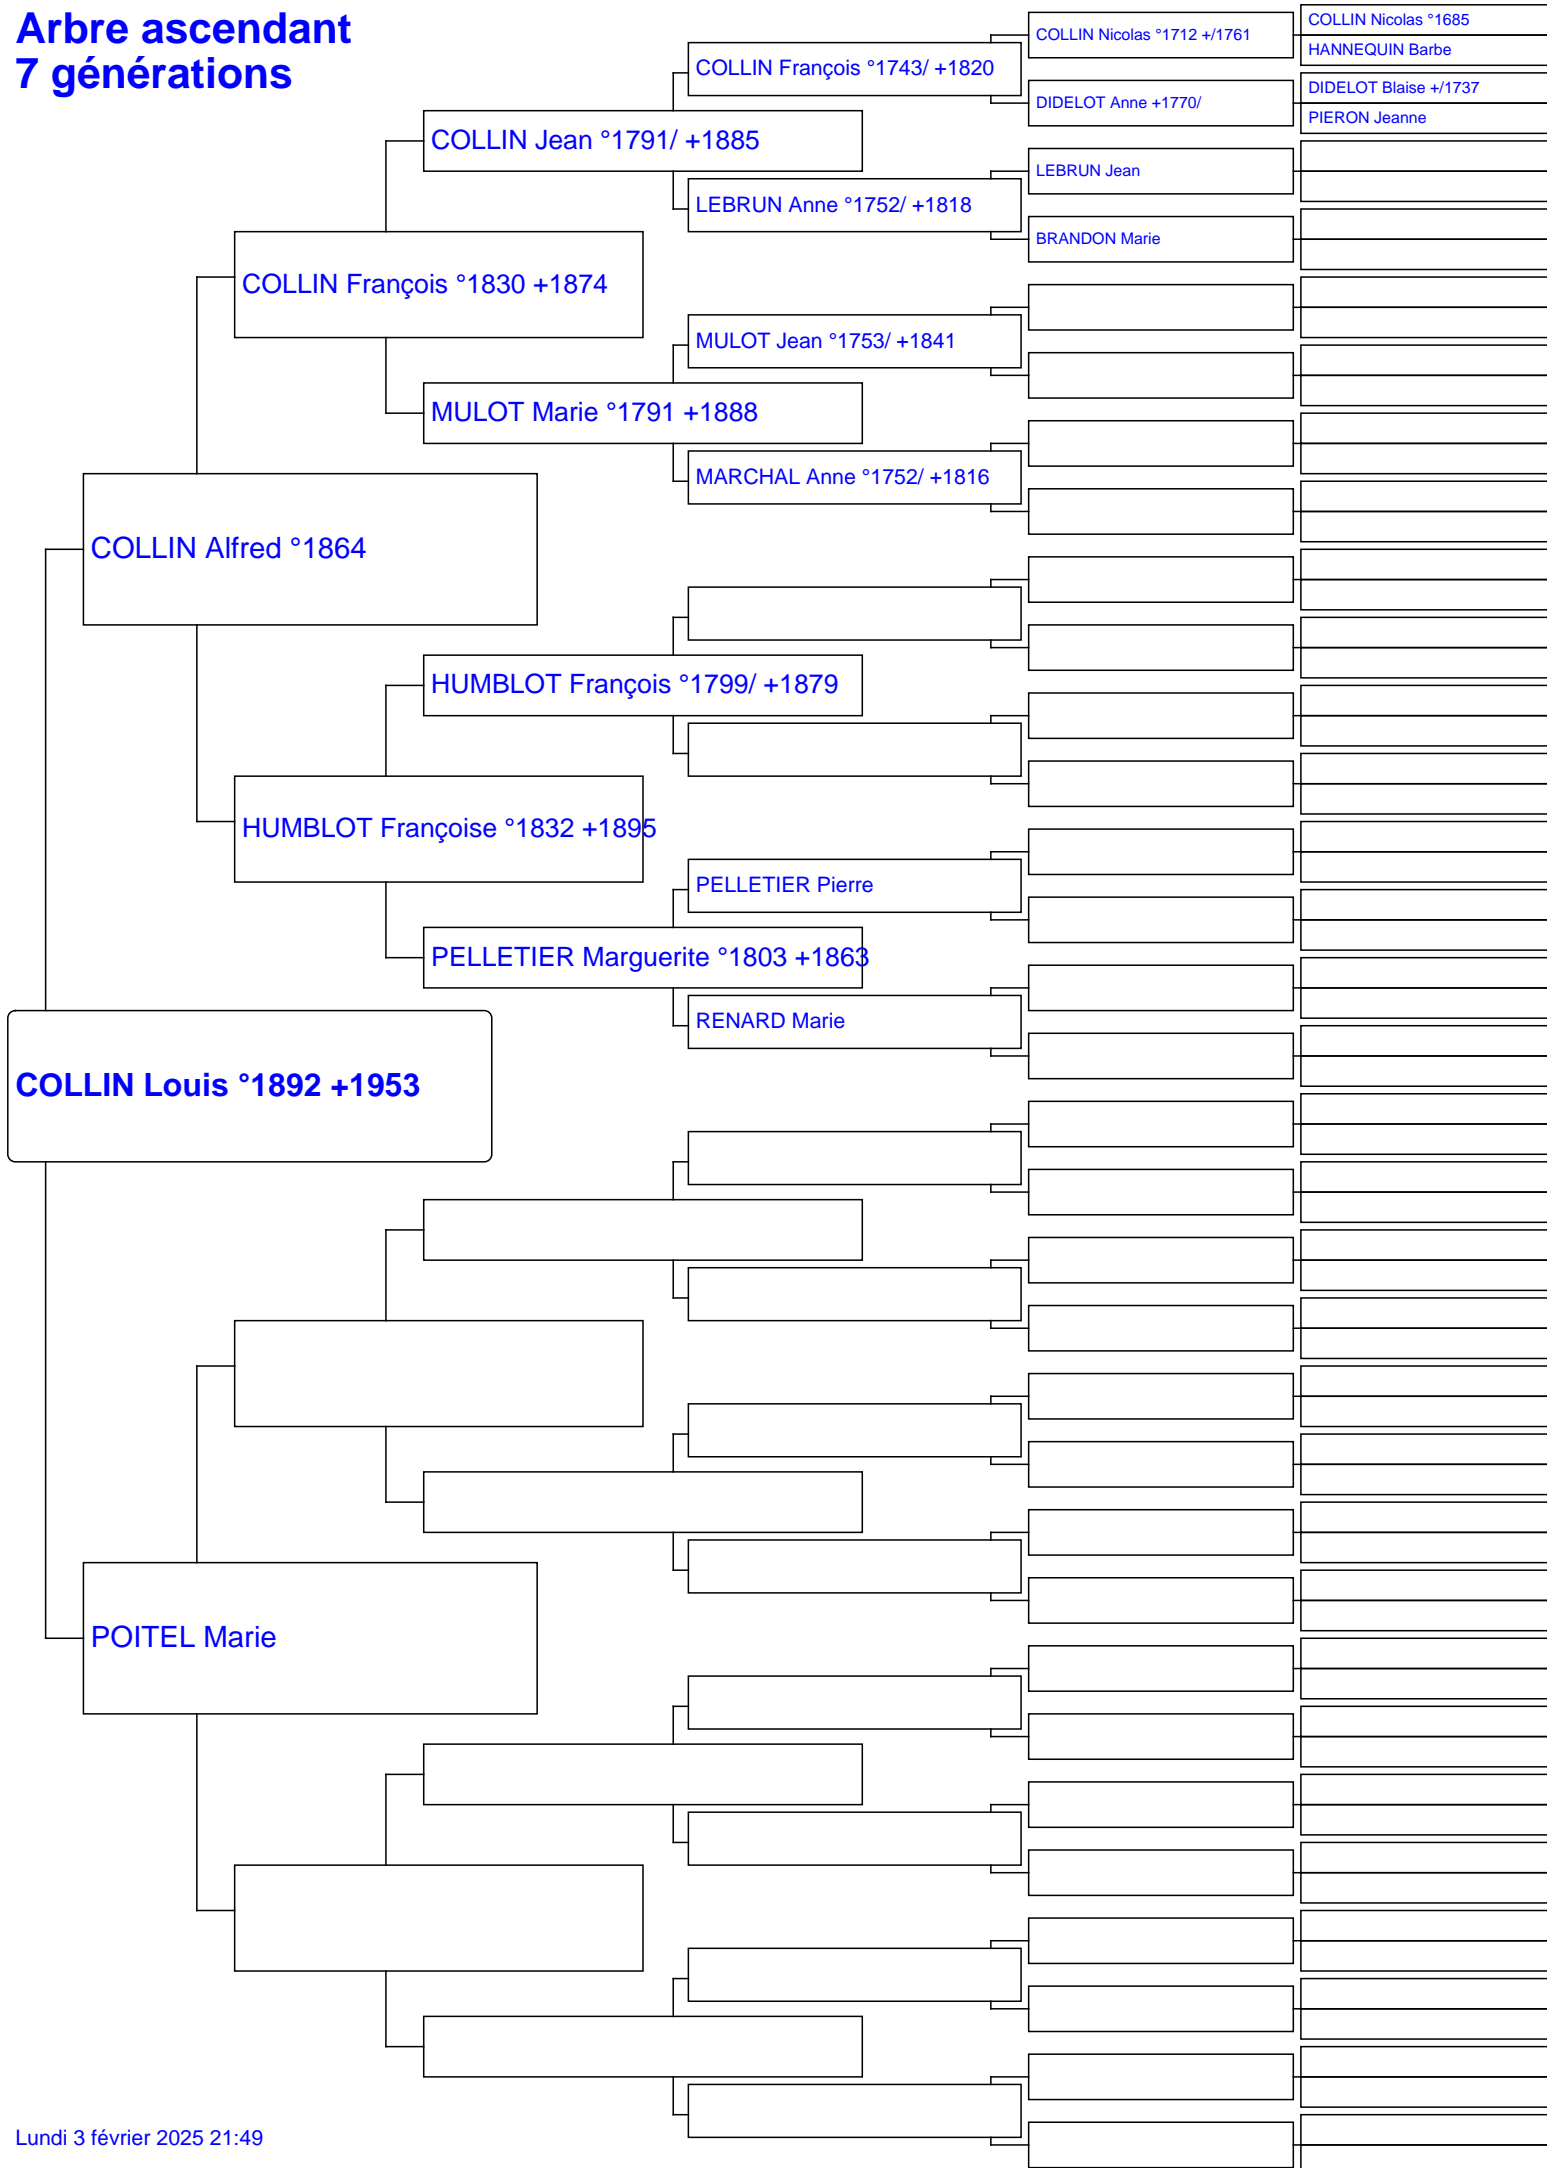 Arbre ascendant
7 générations
COLLIN Nicolas °1685
COLLIN Nicolas °1712 +/1761
HANNEQUIN Barbe
COLLIN François °1743/ +1820
DIDELOT Blaise +/1737
DIDELOT Anne +1770/
PIERON Jeanne
COLLIN Jean °1791/ +1885
LEBRUN Jean
LEBRUN Anne °1752/ +1818
BRANDON Marie
COLLIN François °1830 +1874
MULOT Jean °1753/ +1841
MULOT Marie °1791 +1888
MARCHAL Anne °1752/ +1816
COLLIN Alfred °1864
HUMBLOT François °1799/ +1879
HUMBLOT Françoise °1832 +1895
PELLETIER Pierre
PELLETIER Marguerite °1803 +1863
RENARD Marie
COLLIN Louis °1892 +1953
POITEL Marie
Lundi 3 février 2025 21:49